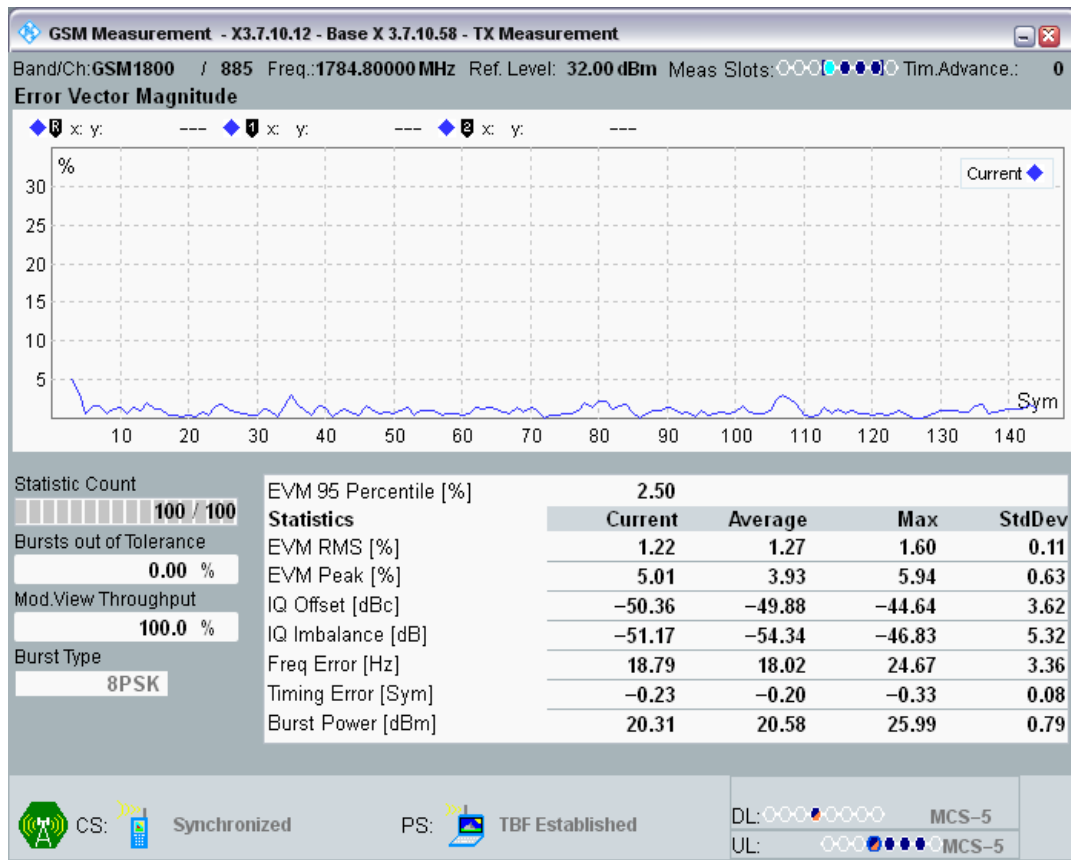 GSM Measurement - X3.7.10.12 - Base X 3.7.10.58 - TX Measurement
Band/Ch:GSM1800 / 885 Freq.:1784.80000 MHz Ref. Level: 32.00 dBm Meas Slots: Tim.Advance.: 0
Error Vector Magnitude
R x: y: --- 1 x: y: --- 2 x: y: ---
%
Current
30
25
20
15
10
5
Sym
10 20 30 40 50 60 70 80 90 100 110 120 130 140
Statistic Count
100 / 100
Bursts out of Tolerance
0.00 %
Mod.View Throughput
100.0 %
Burst Type
8PSK
EVM 95 Percentile [%] 2.50
Statistics Current Average Max StdDev
EVM RMS [%] 1.22 1.27 1.60 0.11
EVM Peak [%] 5.01 3.93 5.94 0.63
IQ Offset [dBc] −50.36 −49.88 −44.64 3.62
IQ Imbalance [dB] −51.17 −54.34 −46.83 5.32
Freq Error [Hz] 18.79 18.02 24.67 3.36
Timing Error [Sym] −0.23 −0.20 −0.33 0.08
Burst Power [dBm] 20.31 20.58 25.99 0.79
CS: Synchronized PS: TBF Established
DL: MCS−5
UL: MCS−5